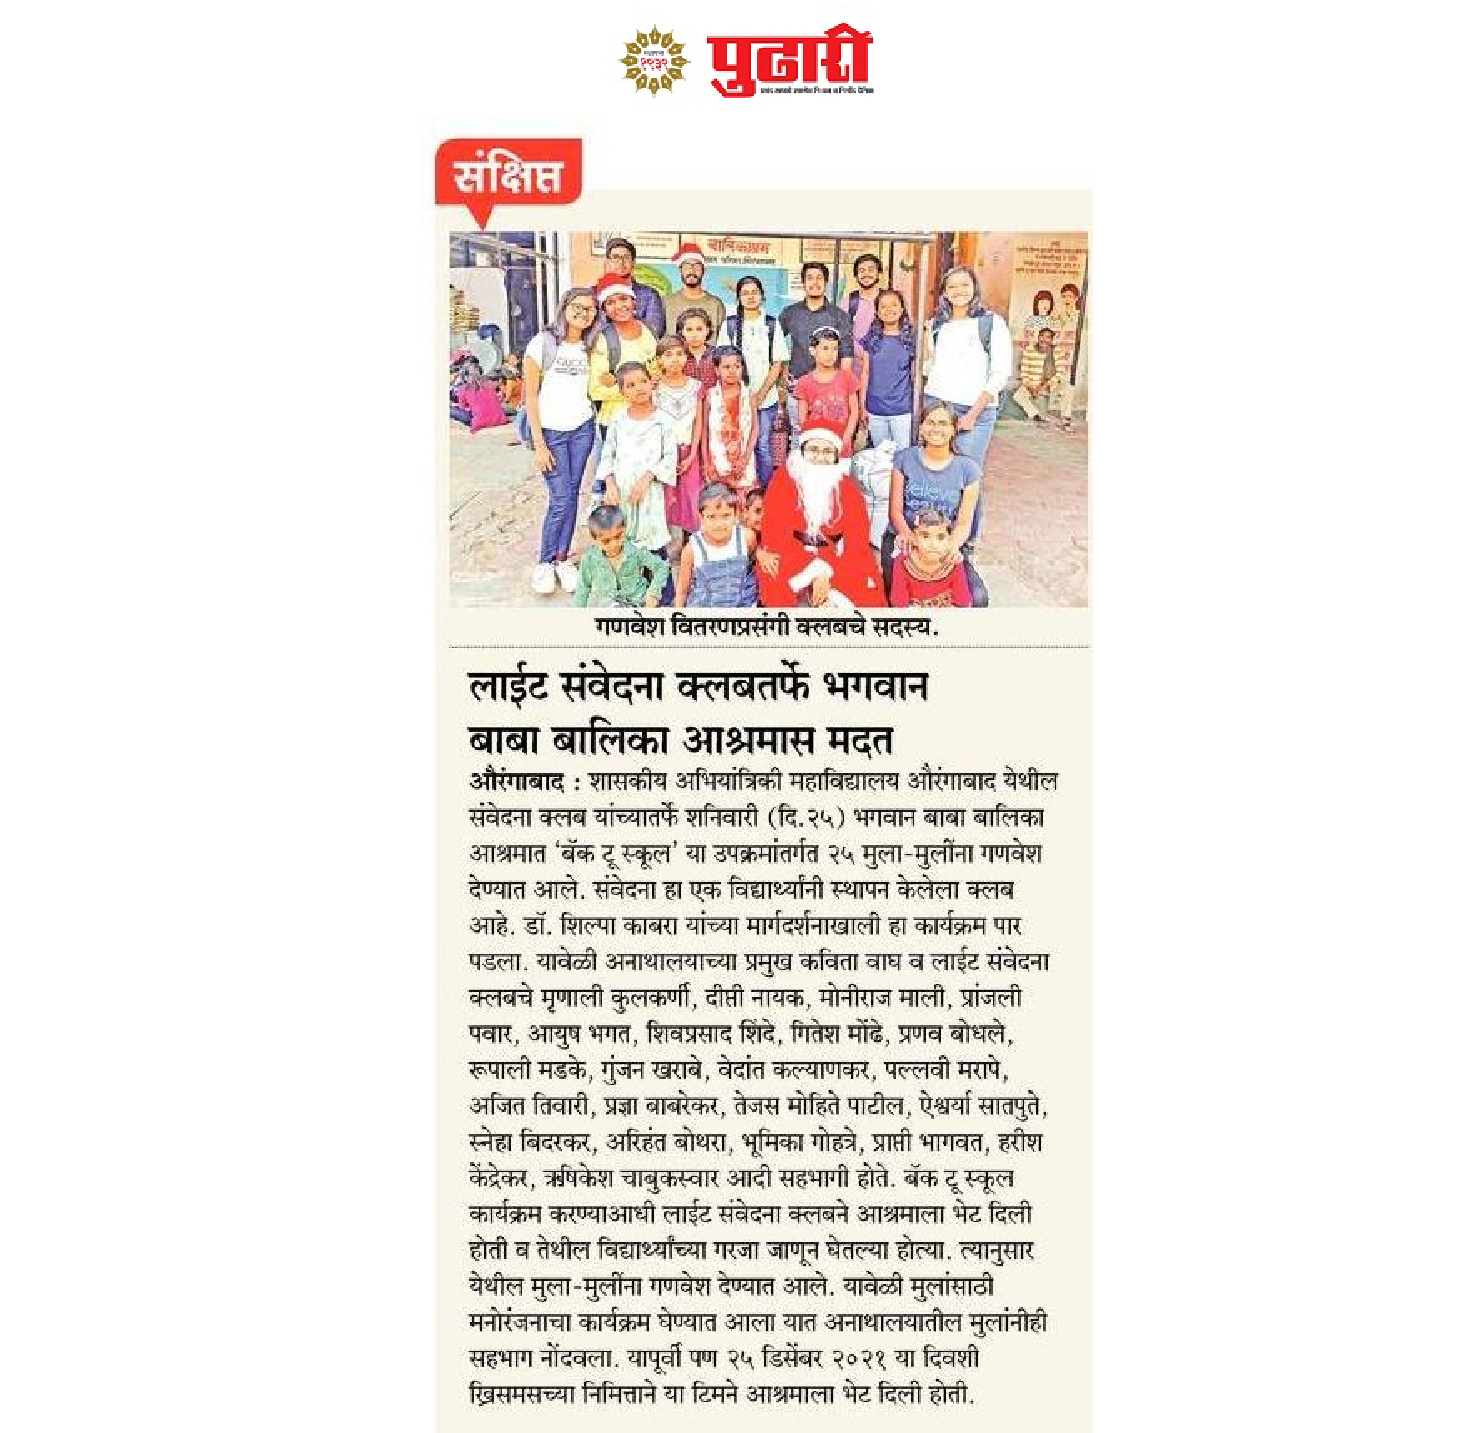 स्थापना
१९३९
पुढारी
संक्षिप्त
बालिकाश्रम
गणवेश वितरणप्रसंगी क्लबचे सदस्य.
लाईट संवेदना क्लबतर्फे भगवान
बाबा बालिका आश्रमास मदत
औरंगाबाद : शासकीय अभियांत्रिकी महाविद्यालय औरंगाबाद येथील
संवेदना क्लब यांच्यातर्फे शनिवारी (दि.२५) भगवान बाबा बालिका
आश्रमात ‘बॅक टू स्कूल’ या उपक्रमांतर्गत २५ मुला-मुलींना गणवेश
देण्यात आले. संवेदना हा एक विद्यार्थ्यांनी स्थापन केलेला क्लब
आहे. डॉ. शिल्पा काबरा यांच्या मार्गदर्शनाखाली हा कार्यक्रम पार
पडला. यावेळी अनाथालयाच्या प्रमुख कविता वाघ व लाईट संवेदना
क्लबचे मृणाली कुलकर्णी, दीप्ती नायक, मोनीराज माली, प्रांजली
पवार, आयुष भगत, शिवप्रसाद शिंदे, गितेश मोंढे, प्रणव बोधले,
रूपाली मडके, गुंजन खराबे, वेदांत कल्याणकर, पल्लवी मरापे,
अजित तिवारी, प्रज्ञा बाबरेकर, तेजस मोहिते पाटील, ऐश्वर्या सातपुते,
स्नेहा बिदरकर, अरिहंत बोथरा, भूमिका गोहत्रे, प्राप्ती भागवत, हरीश
केंद्रेकर, ऋषिकेश चाबुकस्वार आदी सहभागी होते. बॅक टू स्कूल
कार्यक्रम करण्याआधी लाईट संवेदना क्लबने आश्रमाला भेट दिली
होती व तेथील विद्यार्थ्यांच्या गरजा जाणून घेतल्या होत्या. त्यानुसार
येथील मुला-मुलींना गणवेश देण्यात आले. यावेळी मुलांसाठी
मनोरंजनाचा कार्यक्रम घेण्यात आला यात अनाथालयातील मुलांनीही
सहभाग नोंदवला. यापूर्वी पण २५ डिसेंबर २०२१ या दिवशी
ख्रिसमसच्या निमित्ताने या टिमने आश्रमाला भेट दिली होती.